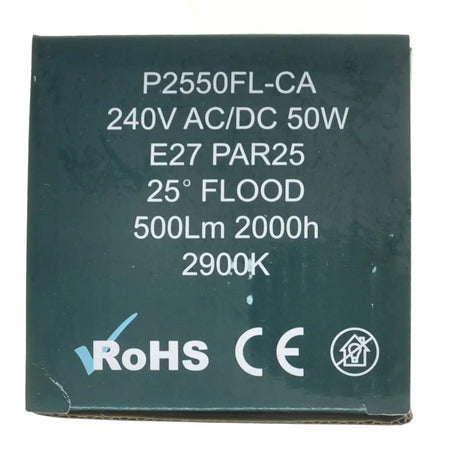 P2550FL-CA
240V AC/DC 50W
E27 PAR25
25° FLOOD
500Lm 2000h
2900K
RoHS CE